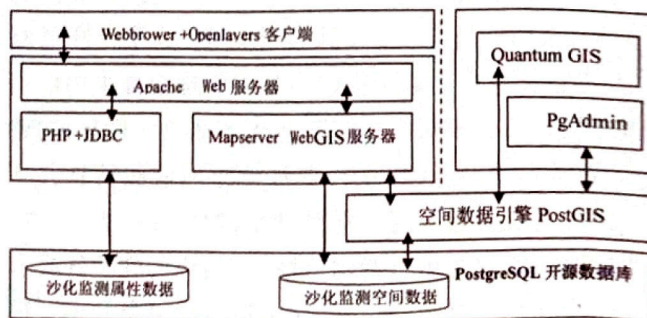 Webbrower +Openlavers 客户端
Apache Web 服务器
PHP +JDBC
Mapserver WebGIS 服务器
Quantum GIS
PgAdmin
空间数据引擎 PostGIS
PostgreSQL 开源数据库
沙化监测属性数据
沙化监测空间数据